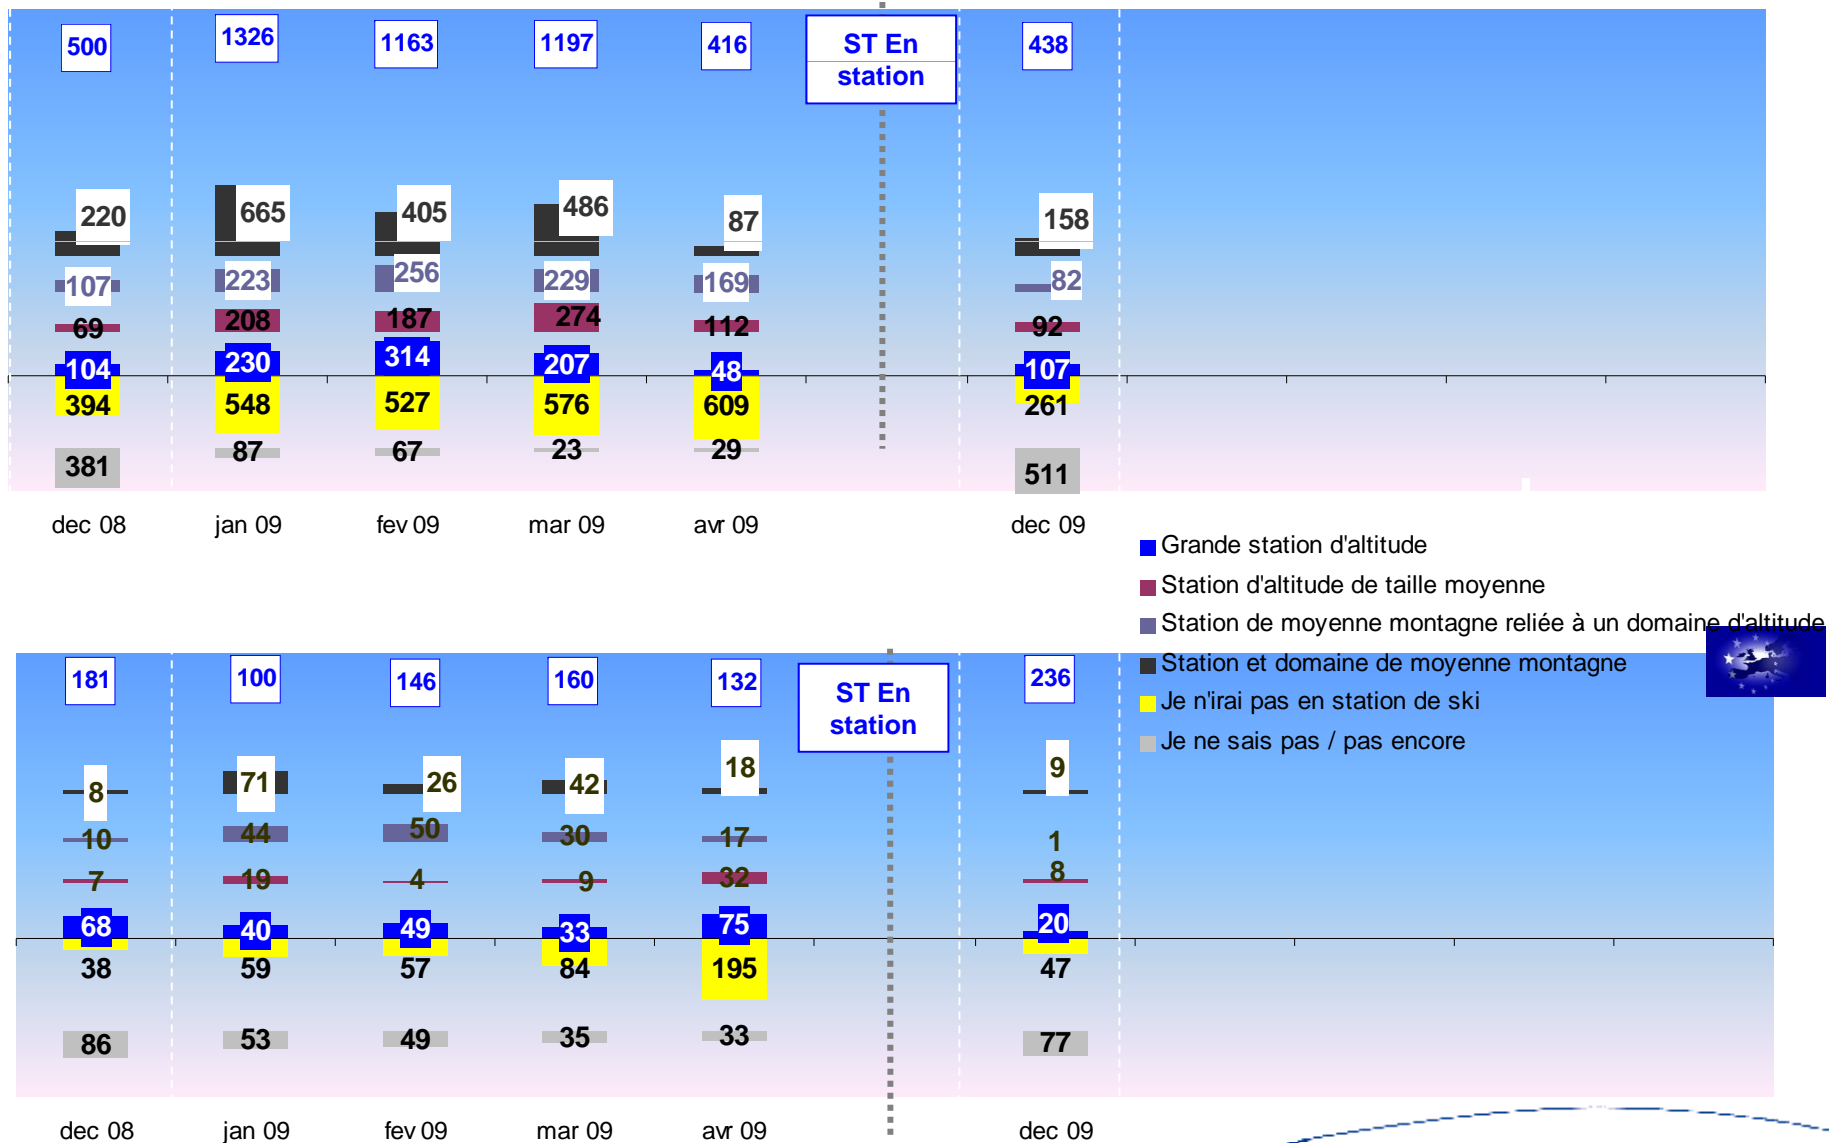 500 1326 1163 1197 416 ST En 438
station
220 665 405 486 87 158
107 223 256 229 169 82
69 208 187 274 112 92
104 230 314 207 48 107
394 548 527 576 609 261
381 87 67 23 29 511
dec 08 jan 09 fev 09 mar 09 avr 09 dec 09
Grande station d'altitude
Station d'altitude de taille moyenne
Station de moyenne montagne reliée à un domaine d'altitude
Station et domaine de moyenne montagne
Je n'irai pas en station de ski
Je ne sais pas / pas encore
181 100 146 160 132 ST En 236
station
8 71 26 42 18 9
10 44 50 30 17 1
7 19 4 9 32 8
68 40 49 33 75 20
38 59 57 84 195 47
86 53 49 35 33 77
dec 08 jan 09 fev 09 mar 09 avr 09 dec 09